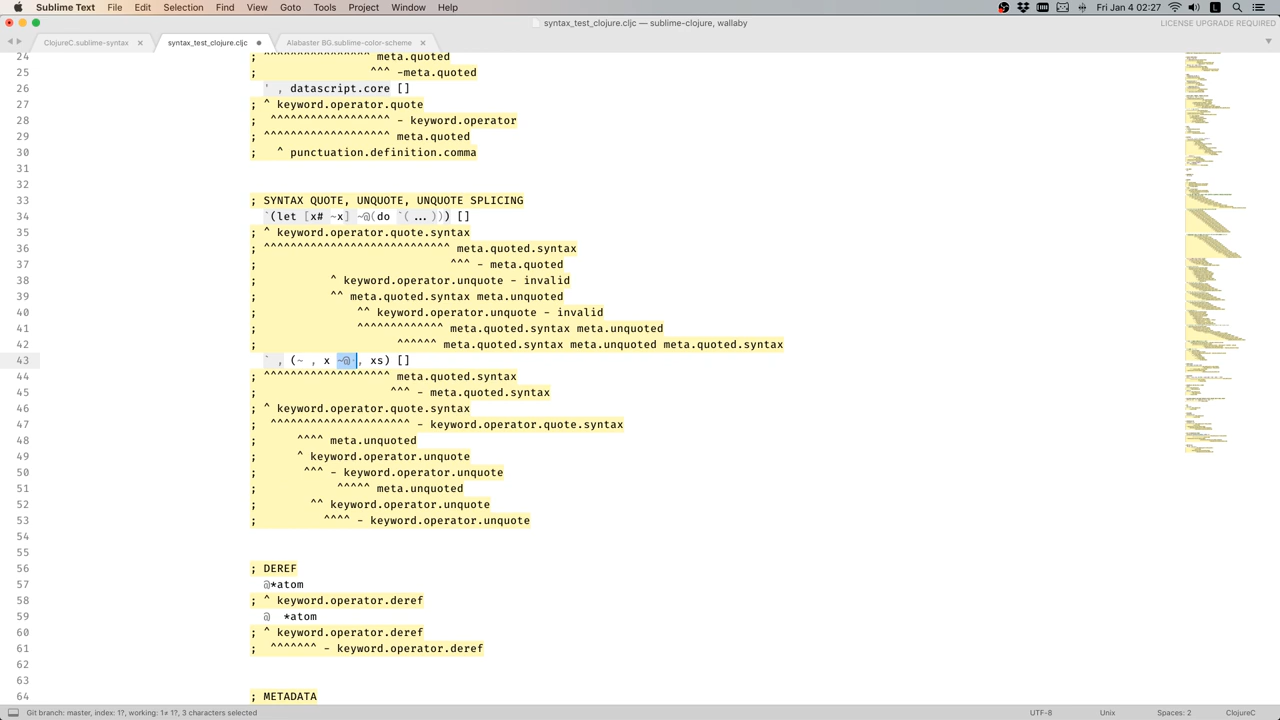 Sublime Text File Edit Selection Find View Goto Tools Project Window Help Fri Jan 4 02:27
syntax_test_clojure.cljc — sublime-clojure, wallaby LICENSE UPGRADE REQUIRED
ClojureC.sublime-syntax × syntax_test_clojure.cljc Alabaster BG.sublime-color-scheme ×
24 ; ^^^^^^^^^^^^^^^^ meta.quoted
25 ; ^^^ -meta.quoted
26 ' , datascript.core []
27 ; ^ keyword.operator.quote
28 ; ^^^^^^^^^^^^^^^^^^ - keyword.operator
29 ; ^^^^^^^^^^^^^^^^^^^ meta.quoted
30 ; ^ punctuation.definition.comma
31
32
33 ; SYNTAX QUOTE, UNQUOTE, UNQUOTE SPLICING
34 `(let [x# ~x] ~@(do `(...))) []
35 ; ^ keyword.operator.quote.syntax
36 ; ^^^^^^^^^^^^^^^^^^^^^^^^^^^^ meta.quoted.syntax
37 ; ^^^ - meta.quoted
38 ; ^ keyword.operator.unquote - invalid
39 ; ^^ meta.quoted.syntax meta.unquoted
40 ; ^^ keyword.operator.unquote - invalid
41 ; ^^^^^^^^^^^^^ meta.quoted.syntax meta.unquoted
42 ; ^^^^^^ meta.quoted.syntax meta.unquoted meta.quoted.syntax
43 ` , (~ , x , xs) []
44 ; ^^^^^^^^^^^^^^^^^^^ meta.quoted.syntax
45 ; ^^^ - meta.quoted.syntax
46 ; ^ keyword.operator.quote.syntax
47 ; ^^^^^^^^^^^^^^^^^^^^^ - keyword.operator.quote.syntax
48 ; ^^^^ meta.unquoted
49 ; ^ keyword.operator.unquote
50 ; ^^^ - keyword.operator.unquote
51 ; ^^^^^ meta.unquoted
52 ; ^^ keyword.operator.unquote
53 ; ^^^^ - keyword.operator.unquote
54
55
56 ; DEREF
57 @*atom
58 ; ^ keyword.operator.deref
59 @ *atom
60 ; ^ keyword.operator.deref
61 ; ^^^^^^^ - keyword.operator.deref
62
63
64 ; METADATA
Git branch: master, index: 1?, working: 1≠ 1?, 3 characters selected UTF-8 Unix Spaces: 2 ClojureC